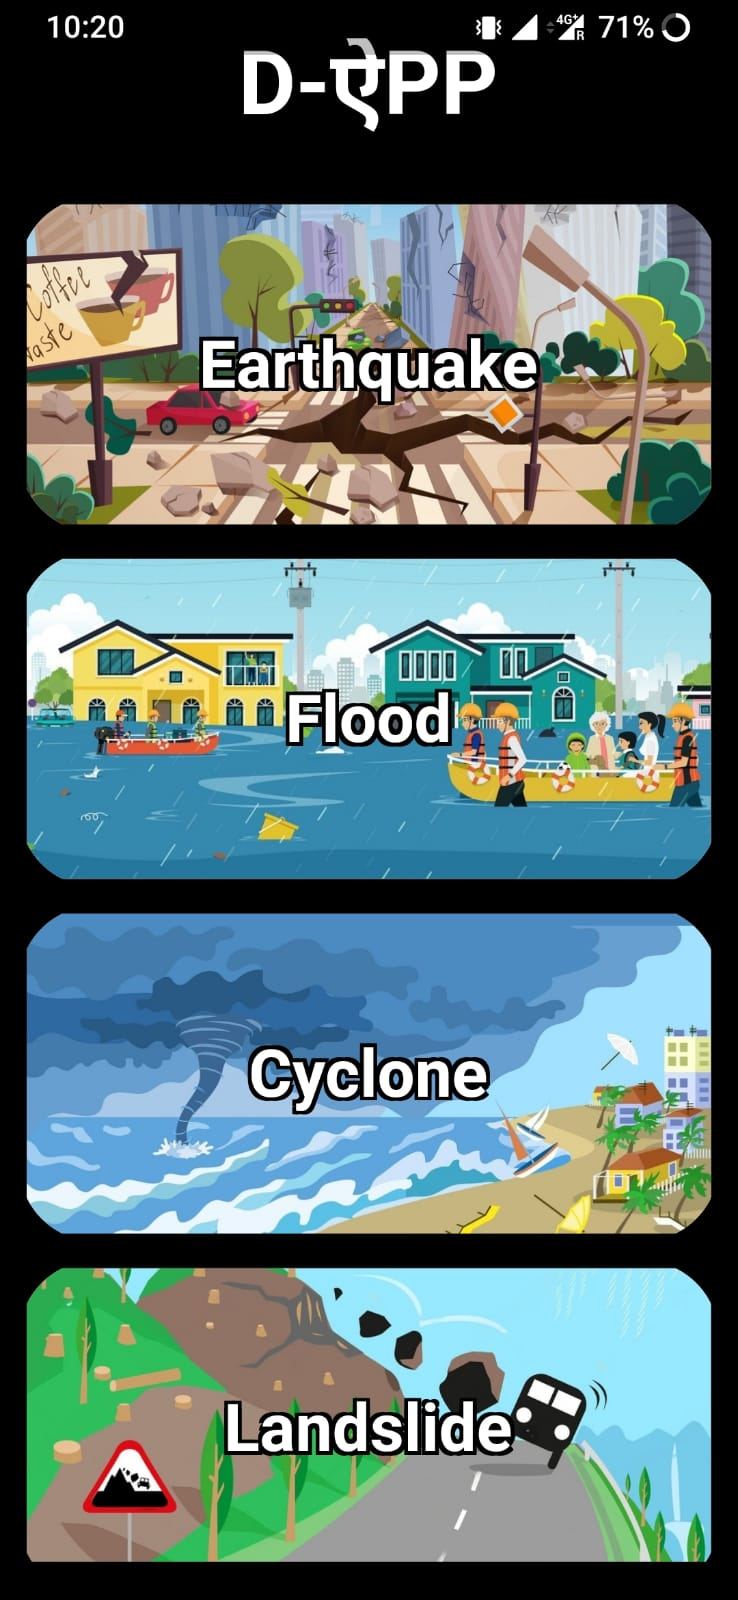 10:20
4G+
R
71%
D-ऐPP
Coffee
Taste
Earthquake
Flood
Cyclone
Landslide